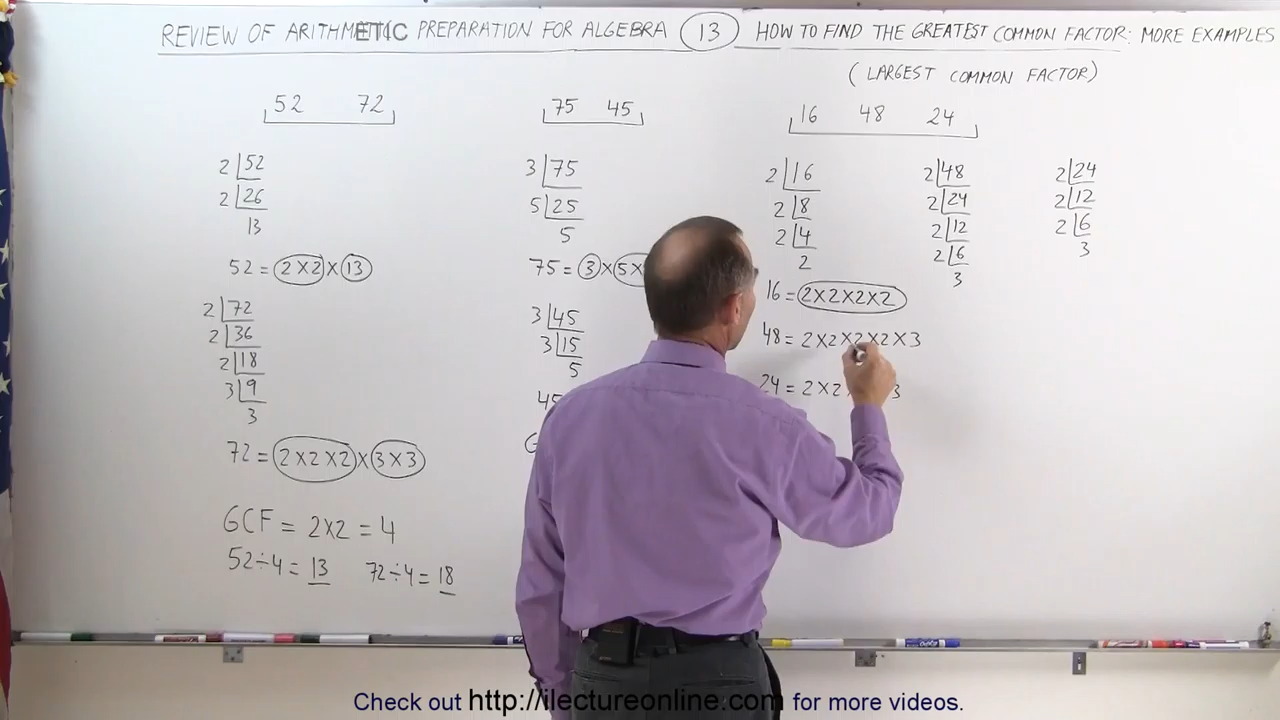 REVIEW OF ARITHMETIC PREPARATION FOR ALGEBRA 13 HOW TO FIND THE GREATEST COMMON FACTOR: MORE EXAMPLES
(LARGEST COMMON FACTOR)
52 72
2 52
2 26
13
52 = 2×2×13
2 72
2 36
2 18
3 9
3
72 = 2×2×2×3×3
GCF = 2×2 = 4
52÷4 = 13 72÷4 = 18
75 45
3 75
5 25
5
75 = 3×5×
3 45
3 15
5
45
G
16 48 24
2 16
2 8
2 4
2
2 48
2 24
2 12
2 6
3
2 24
2 12
2 6
3
16 = 2×2×2×2
48 = 2×2×2×2×3
24 = 2×2 3
Check out http://ilectureonline.com for more videos.